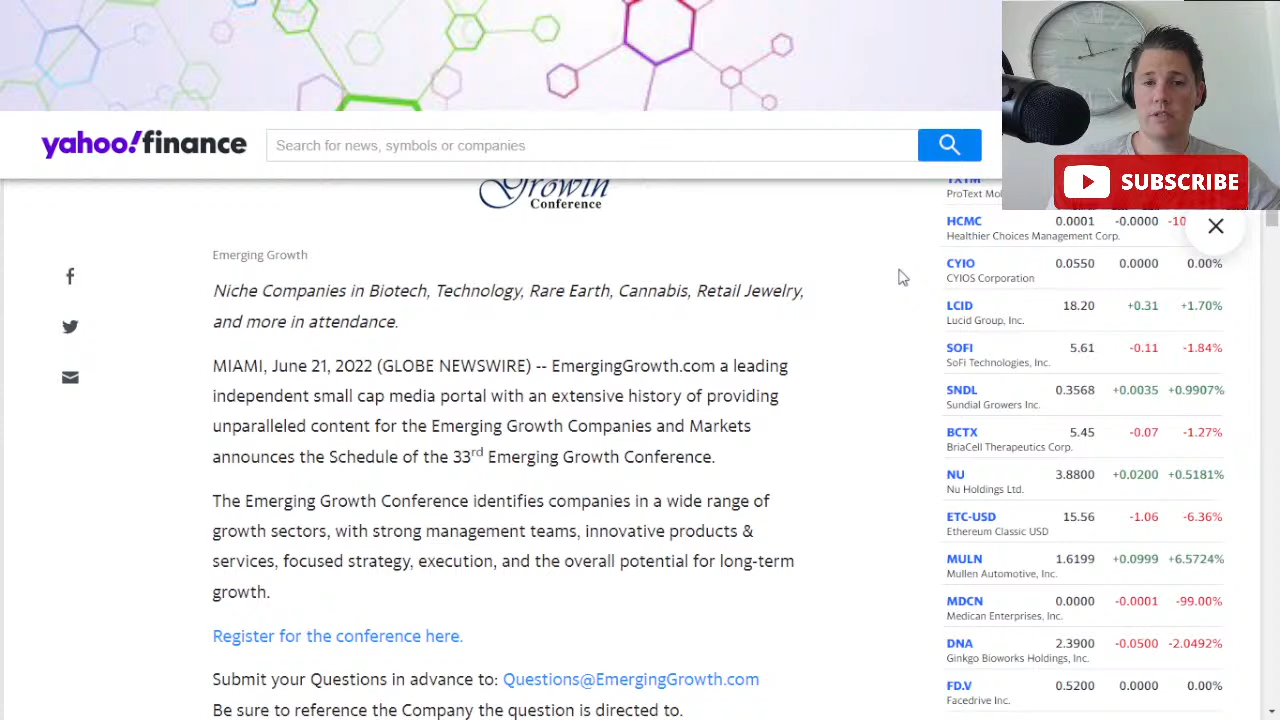 yahoo!finance
Search for news, symbols or companies
SUBSCRIBE
Growth
Conference
Emerging Growth
Niche Companies in Biotech, Technology, Rare Earth, Cannabis, Retail Jewelry,
and more in attendance.
MIAMI, June 21, 2022 (GLOBE NEWSWIRE) -- EmergingGrowth.com a leading
independent small cap media portal with an extensive history of providing
unparalleled content for the Emerging Growth Companies and Markets
announces the Schedule of the 33rd Emerging Growth Conference.
The Emerging Growth Conference identifies companies in a wide range of
growth sectors, with strong management teams, innovative products &
services, focused strategy, execution, and the overall potential for long-term
growth.
Register for the conference here.
Submit your Questions in advance to: Questions@EmergingGrowth.com
Be sure to reference the Company the question is directed to.
TXTM
ProText Mo
HCMC 0.0001 -0.0000 -10
Healthier Choices Management Corp.
CYIO 0.0550 0.0000 0.00%
CYIOS Corporation
LCID 18.20 +0.31 +1.70%
Lucid Group, Inc.
SOFI 5.61 -0.11 -1.84%
SoFi Technologies, Inc.
SNDL 0.3568 +0.0035 +0.9907%
Sundial Growers Inc.
BCTX 5.45 -0.07 -1.27%
BriaCell Therapeutics Corp.
NU 3.8800 +0.0200 +0.5181%
Nu Holdings Ltd.
ETC-USD 15.56 -1.06 -6.36%
Ethereum Classic USD
MULN 1.6199 +0.0999 +6.5724%
Mullen Automotive, Inc.
MDCN 0.0000 -0.0001 -99.00%
Medican Enterprises, Inc.
DNA 2.3900 -0.0500 -2.0492%
Ginkgo Bioworks Holdings, Inc.
FD.V 0.5200 0.0000 0.00%
Facedrive Inc.